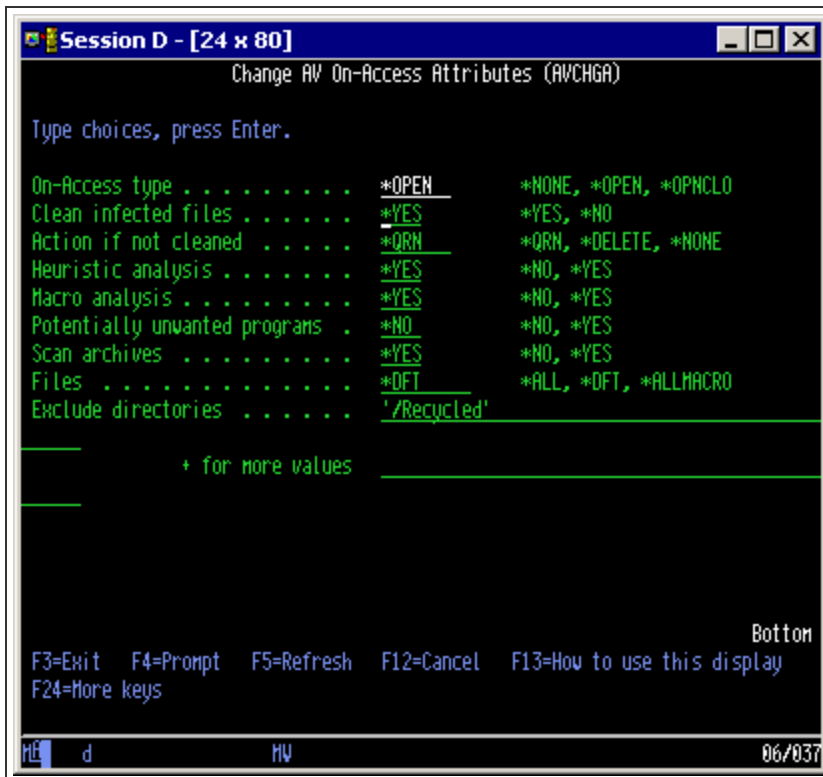 Session D - [24 x 80]
Change AV On-Access Attributes (AVCHGA)
Type choices, press Enter.
On-Access type . . . . . . . . . *OPEN *NONE, *OPEN, *OPNCLO
Clean infected files . . . . . . *YES *YES, *NO
Action if not cleaned . . . . . *QRN *QRN, *DELETE, *NONE
Heuristic analysis . . . . . . . *YES *NO, *YES
Macro analysis . . . . . . . . . *YES *NO, *YES
Potentially unwanted programs . *NO *NO, *YES
Scan archives . . . . . . . . . *YES *NO, *YES
Files . . . . . . . . . . . . . *DFT *ALL, *DFT, *ALLMACRO
Exclude directories . . . . . . '/Recycled'
+ for more values
Bottom
F3=Exit F4=Prompt F5=Refresh F12=Cancel F13=How to use this display
F24=More keys
MA d MW 06/037